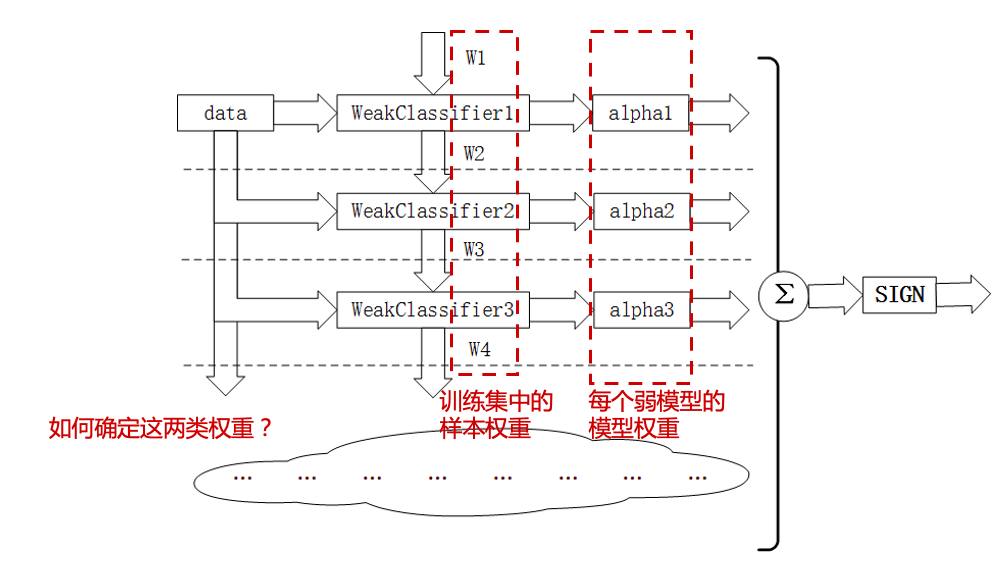 W1
data
WeakClassifier1
alpha1
W2
WeakClassifier2
alpha2
W3
Σ
SIGN
WeakClassifier3
alpha3
W4
训练集中的
样本权重
每个弱模型的
模型权重
如何确定这两类权重？
... ... ... ... ... ... ... ...